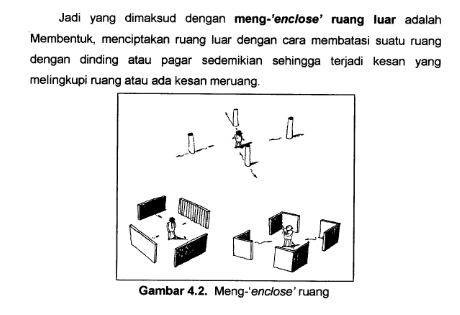 Jadi yang dimaksud dengan meng-'enclose' ruang luar adalah
Membentuk, menciptakan ruang luar dengan cara membatasi suatu ruang
dengan dinding atau pagar sedemikian sehingga terjadi kesan yang
melingkupi ruang atau ada kesan meruang.
Gambar 4.2. Meng-'enclose' ruang